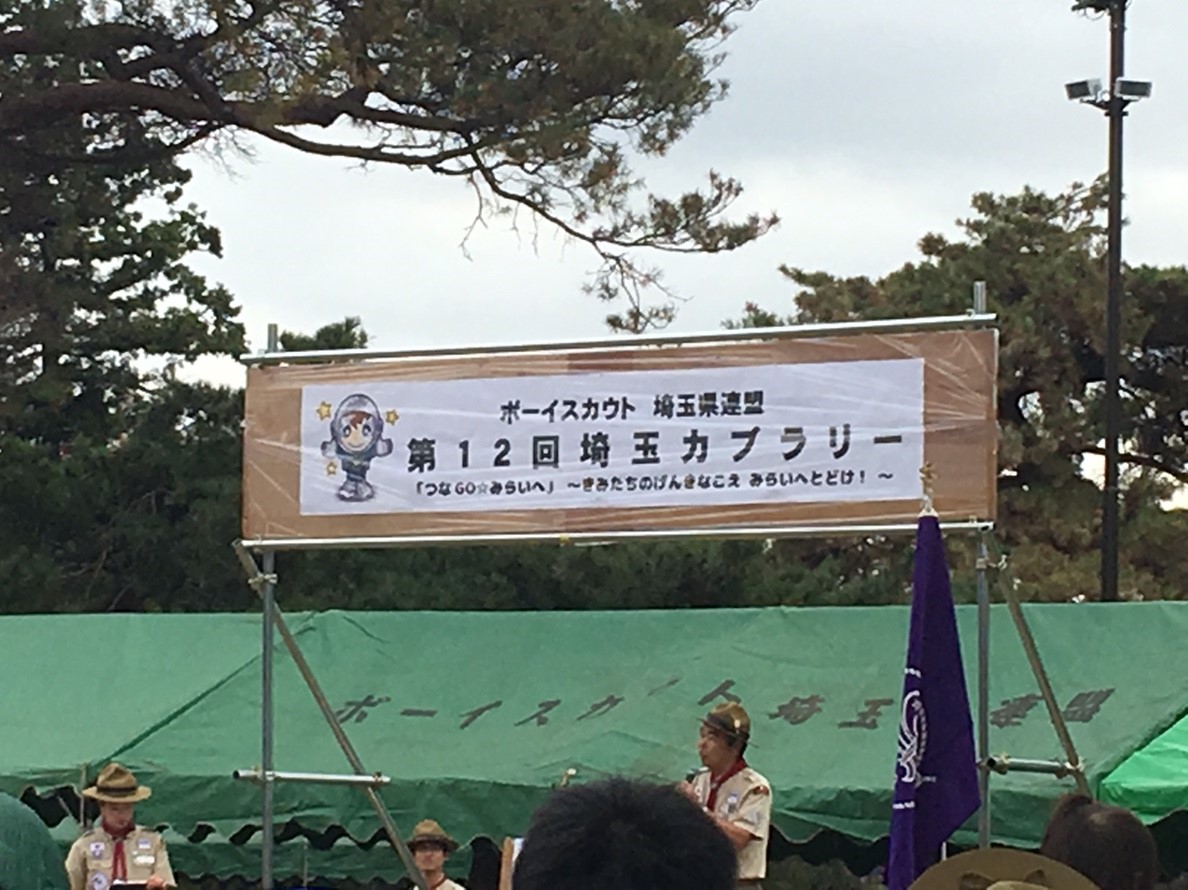 ボーイスカウト 埼玉県連盟
第12回埼玉カブラリー
「つなGO☆みらいへ」 ～きみたちのげんきなこえ みらいへとどけ！～
ボーイスカウト埼玉 連盟